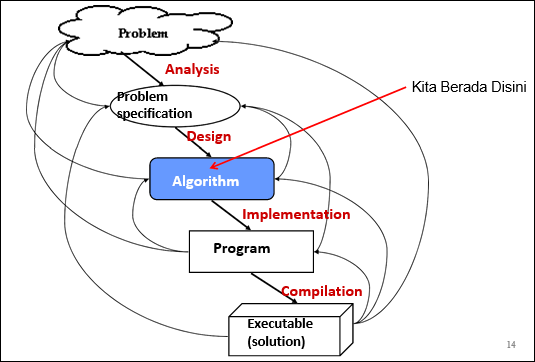 Problem
Analysis
Kita Berada Disini
Problem
specification
Design
Algorithm
Implementation
Program
Compilation
Executable
(solution)
14